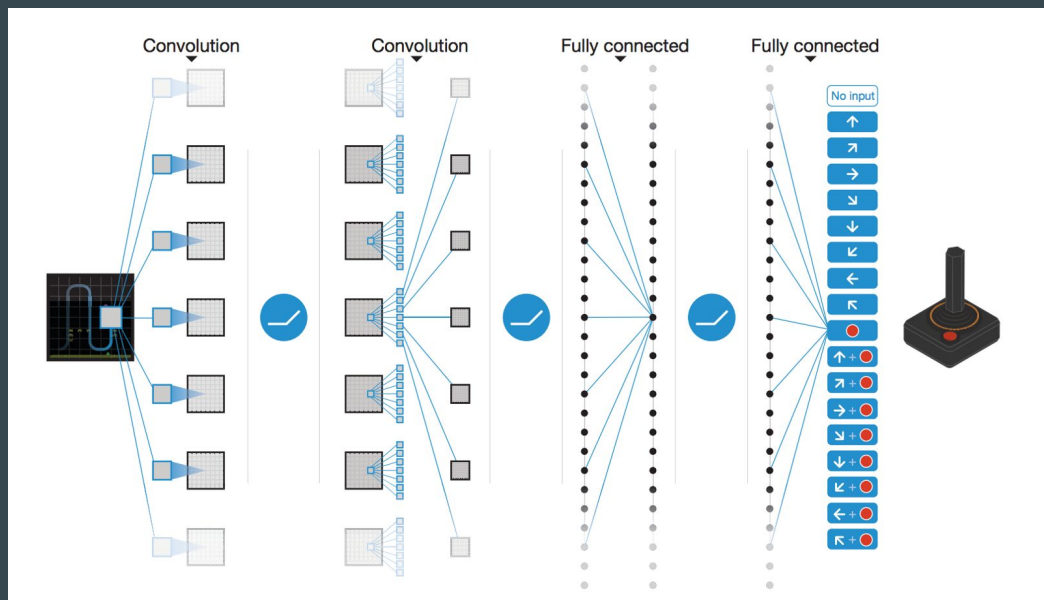 Convolution
Convolution
Fully connected
Fully connected
No input
+
+
+
+
+
+
+
+